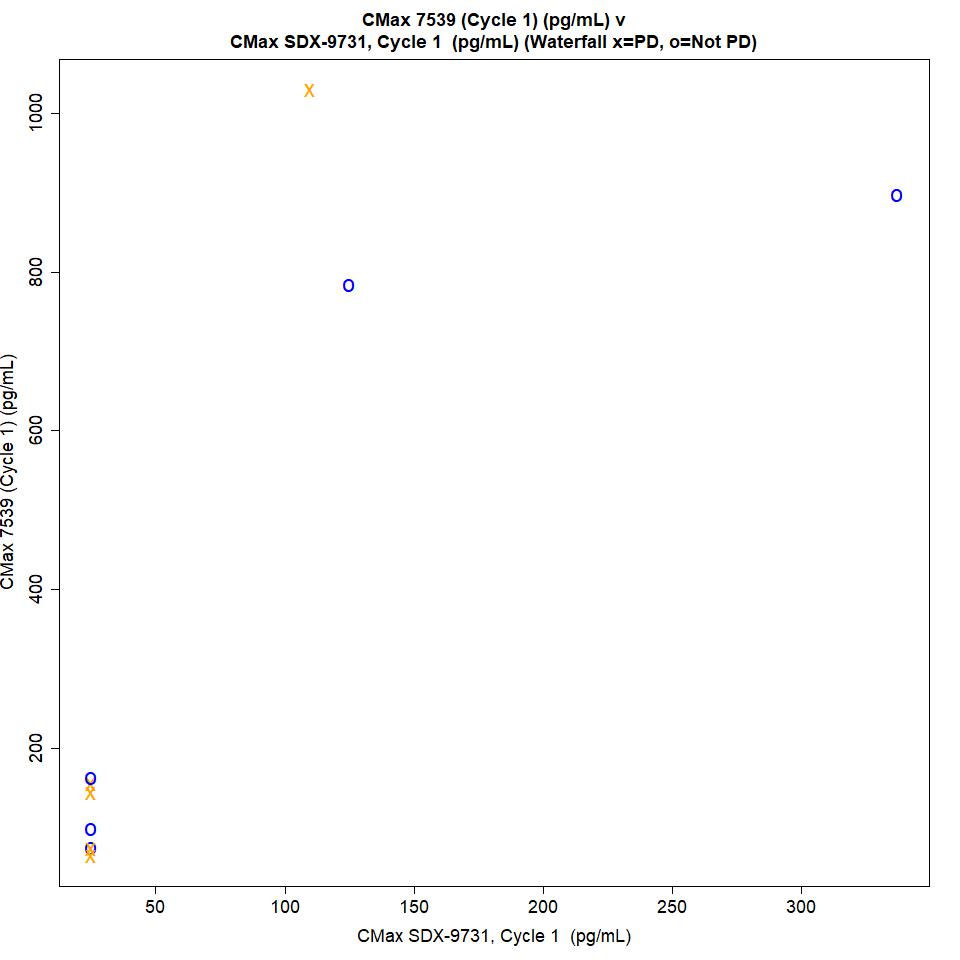 CMax 7539 (Cycle 1) (pg/mL) v
CMax SDX-9731, Cycle 1  (pg/mL) (Waterfall x=PD, o=Not PD)
CMax 7539 (Cycle 1) (pg/mL)
1000
800
600
400
200
50 100 150 200 250 300
CMax SDX-9731, Cycle 1  (pg/mL)